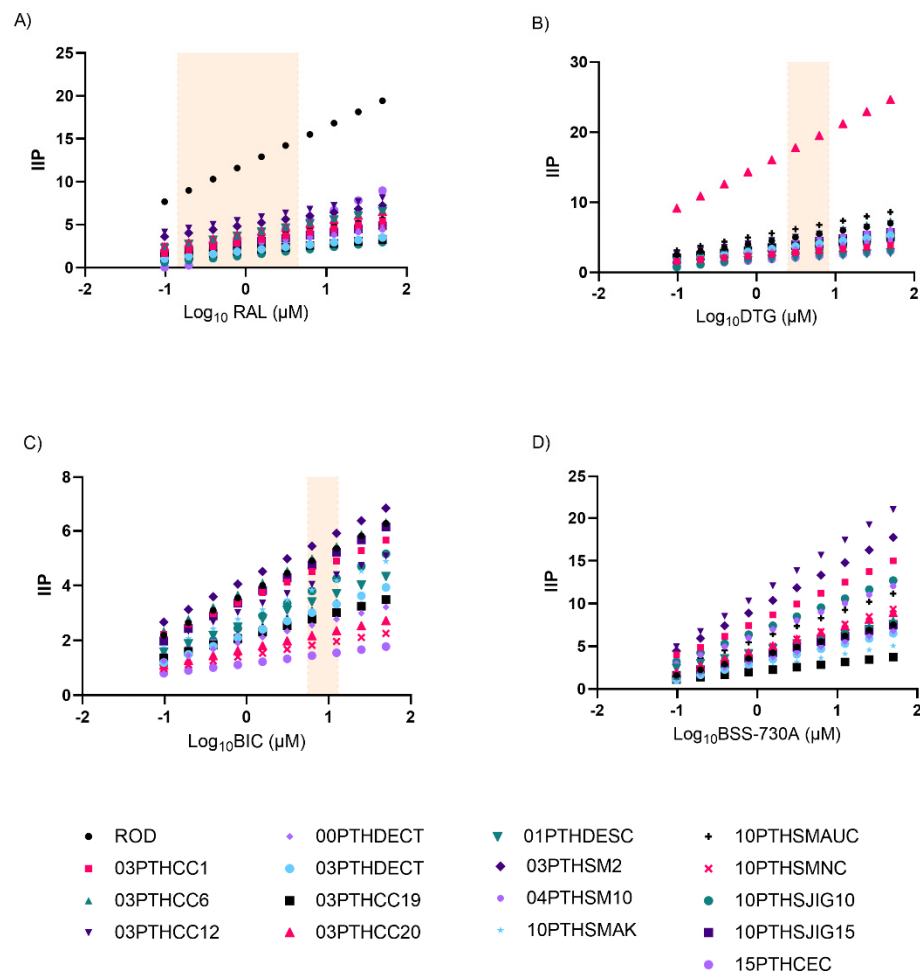 A)
B)
25
20
15
10
5
0
IIP
-2
-1
0
1
2
Log₁₀ RAL (µM)
30
20
10
0
IIP
-2
-1
0
1
2
Log₁₀DTG (µM)
C)
D)
8
6
4
2
0
IIP
-2
-1
0
1
2
Log₁₀BIC (µM)
25
20
15
10
5
0
IIP
-2
-1
0
1
2
Log₁₀BSS-730A (µM)
ROD
00PTHDECT
01PTHDESC
10PTHSMAUC
03PTHCC1
03PTHDECT
03PTHSM2
10PTHSMNC
03PTHCC6
03PTHCC19
04PTHSM10
10PTHSJIG10
03PTHCC12
03PTHCC20
10PTHSMAK
10PTHSJIG15
15PTHCEC